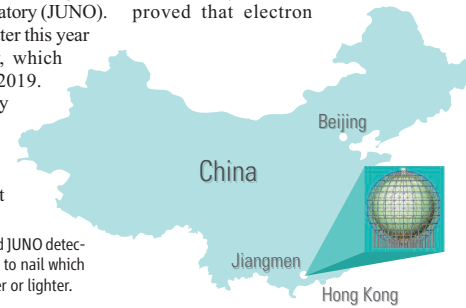 atory (JUNO).
ter this year
, which
2019.
y
t
d JUNO detec-
to nail which
er or lighter.
proved that electron
China
Beijing
Jiangmen
Hong Kong